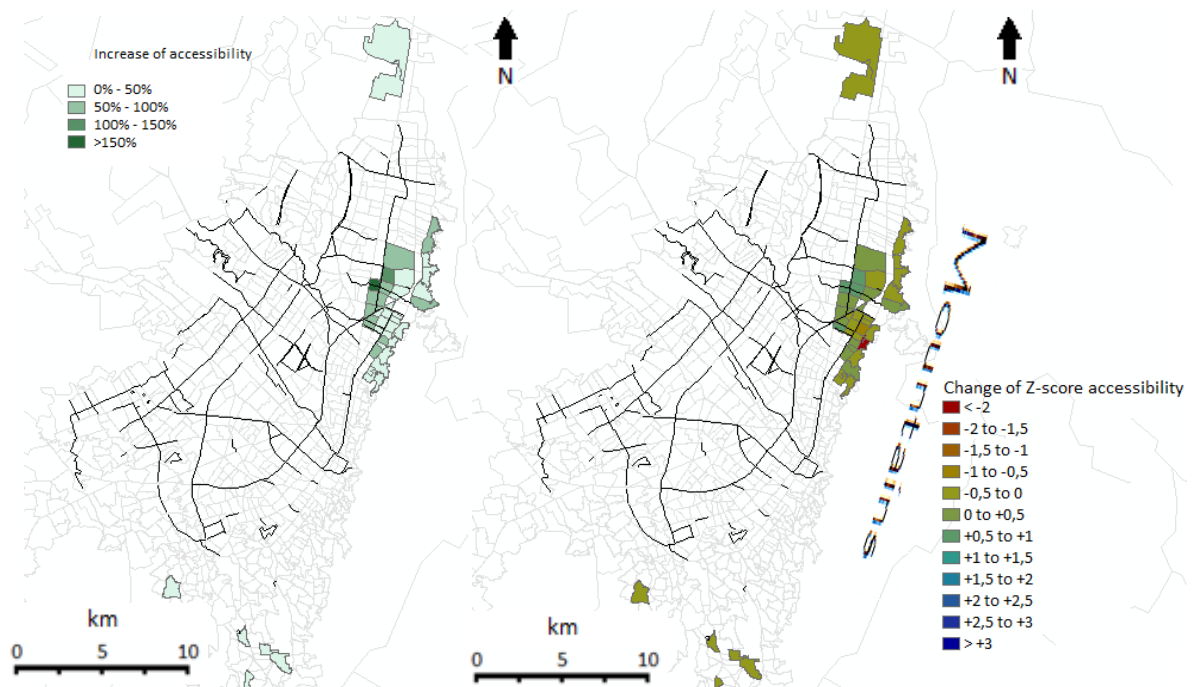 Increase of accessibility
0% - 50%
50% - 100%
100% - 150%
>150%
N
km
0 5 10
N
Mountains
Change of Z-score accessibility
< -2
-2 to -1,5
-1,5 to -1
-1 to -0,5
-0,5 to 0
0 to +0,5
+0,5 to +1
+1 to +1,5
+1,5 to +2
+2 to +2,5
+2,5 to +3
> +3
km
0 5 10